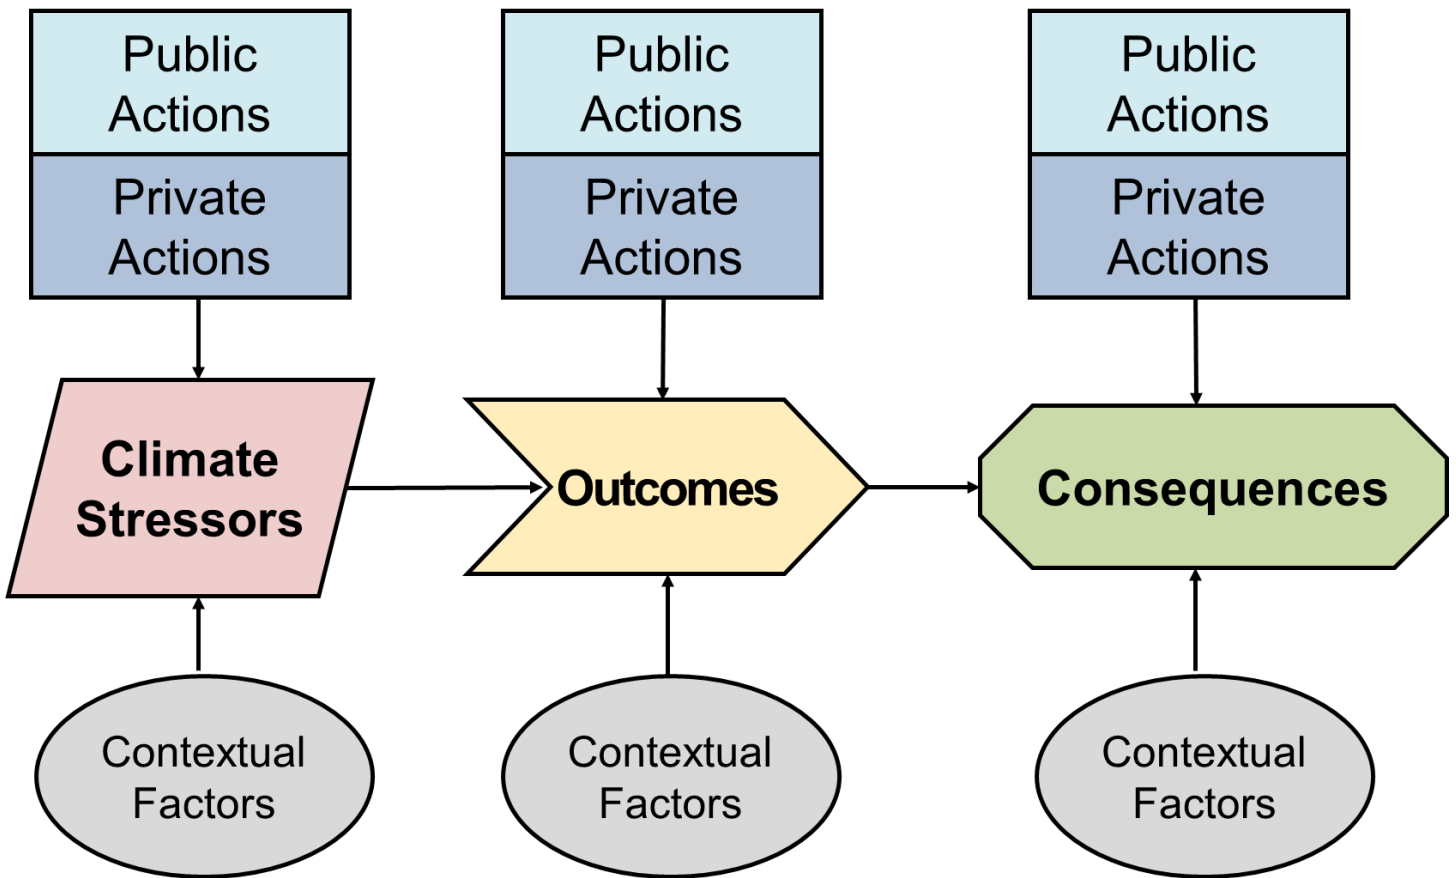 Public
Actions
Private
Actions
Public
Actions
Private
Actions
Public
Actions
Private
Actions
Climate
Stressors
Outcomes
Consequences
Contextual
Factors
Contextual
Factors
Contextual
Factors